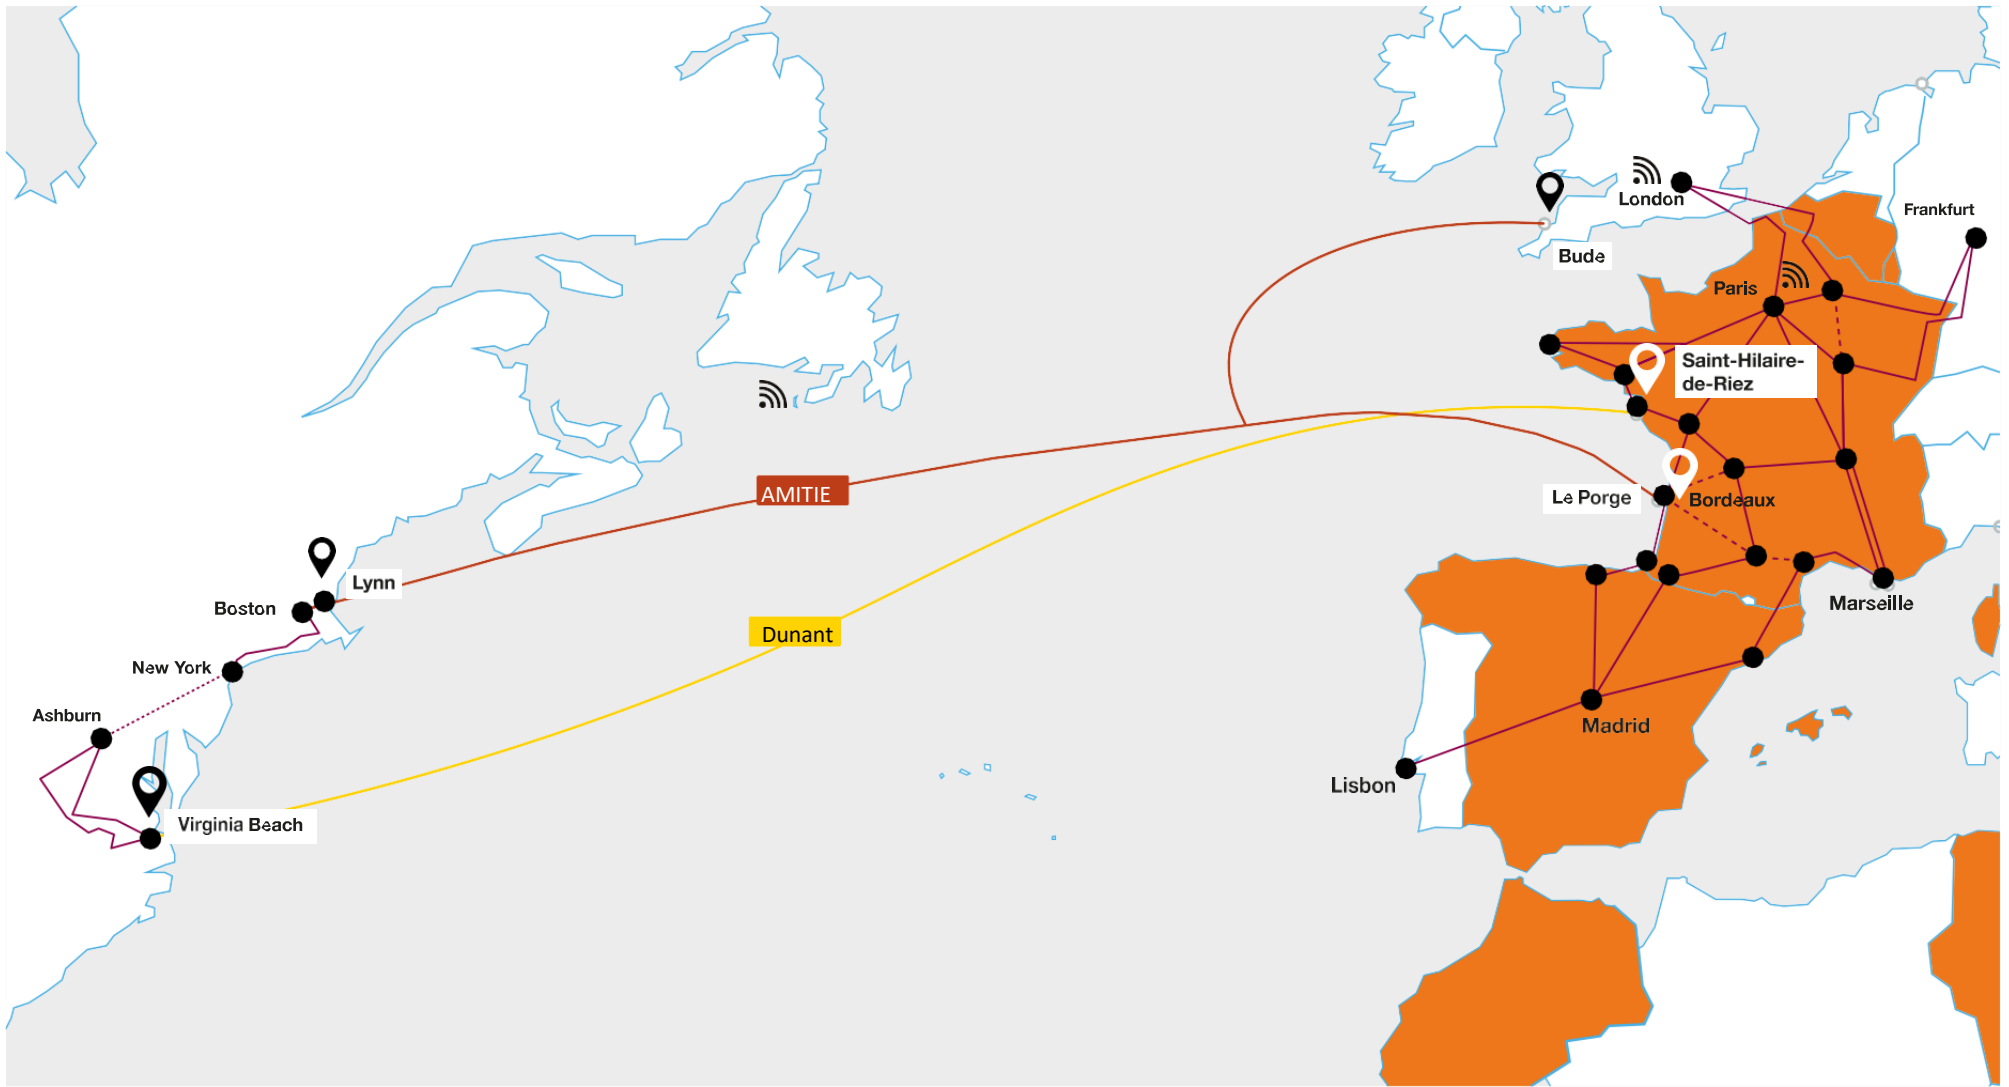 London
Frankfurt
Bude
Paris
Saint-Hilaire-
de-Riez
AMITIE
Le Porge
Bordeaux
Lynn
Boston
Marseille
Dunant
New York
Ashburn
Madrid
Lisbon
Virginia Beach